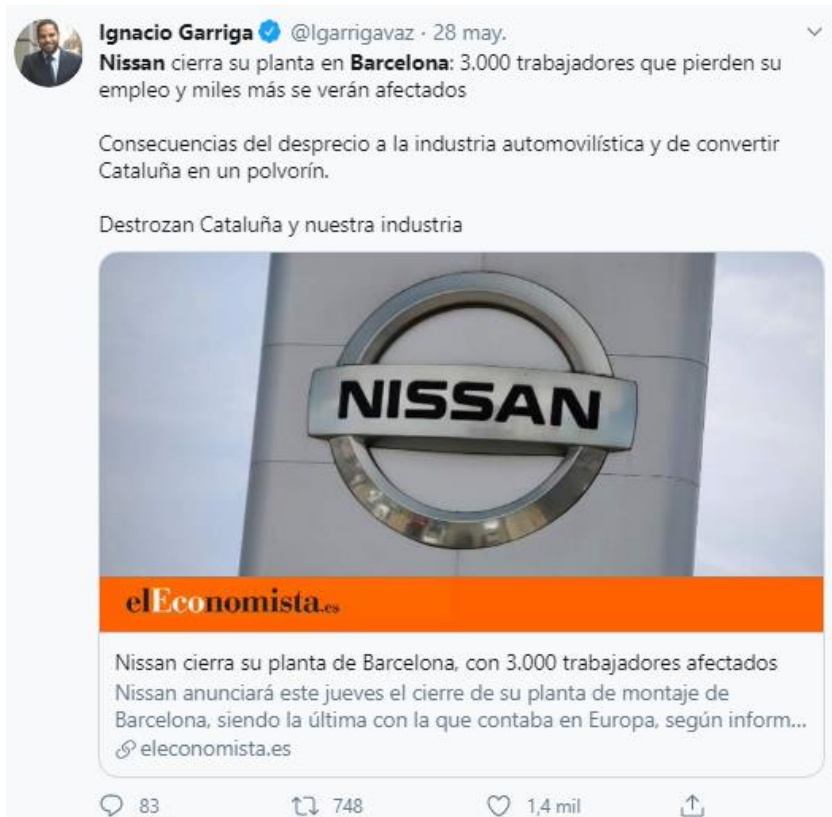 Ignacio Garriga @Igarrigavaz · 28 may.
Nissan cierra su planta en Barcelona: 3.000 trabajadores que pierden su
empleo y miles más se verán afectados
Consecuencias del desprecio a la industria automovilística y de convertir
Cataluña en un polvorín.
Destrozan Cataluña y nuestra industria
NISSAN
elEconomista.es
Nissan cierra su planta de Barcelona, con 3.000 trabajadores afectados
Nissan anunciará este jueves el cierre de su planta de montaje de
Barcelona, siendo la última con la que contaba en Europa, según inform...
eleconomista.es
83 748 1,4 mil